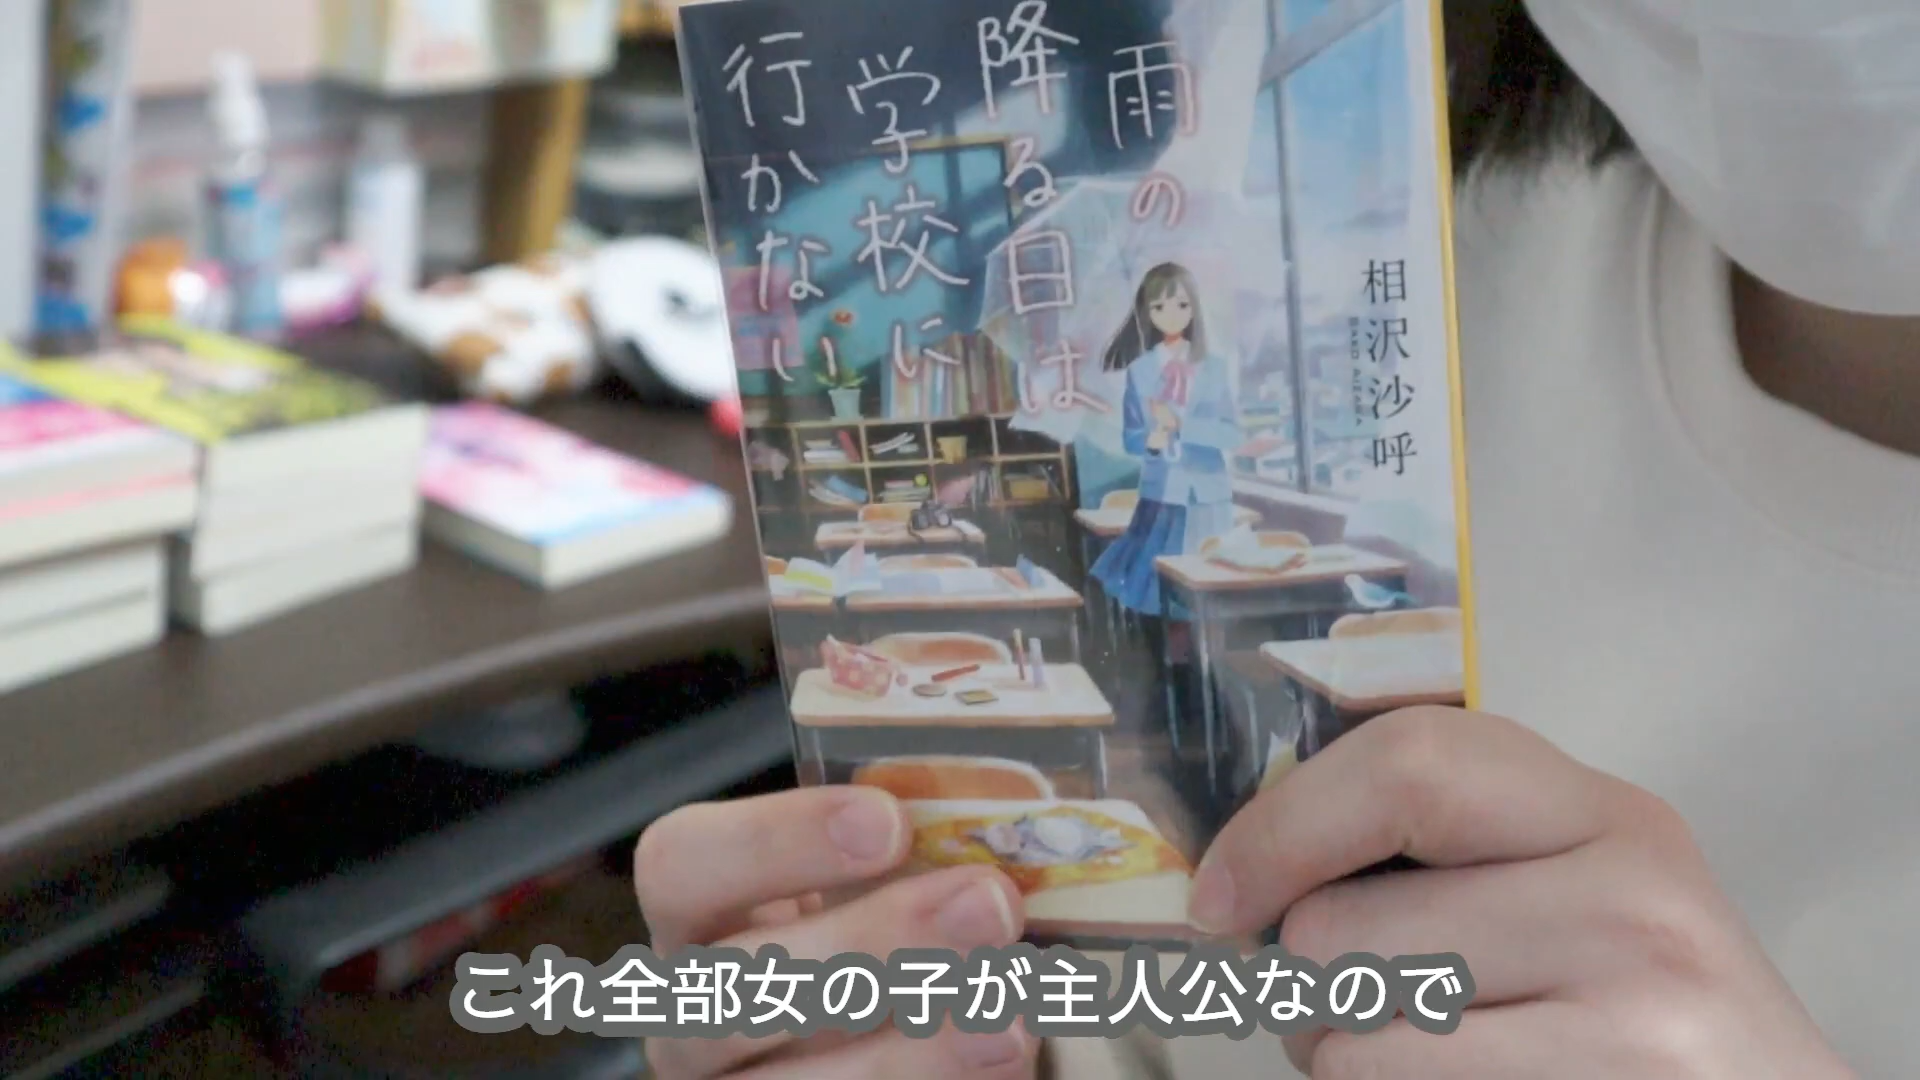 雨の
降る日は
学校に
行かない
相沢沙呼
SAKO AIZAWA
これ全部女の子が主人公なので